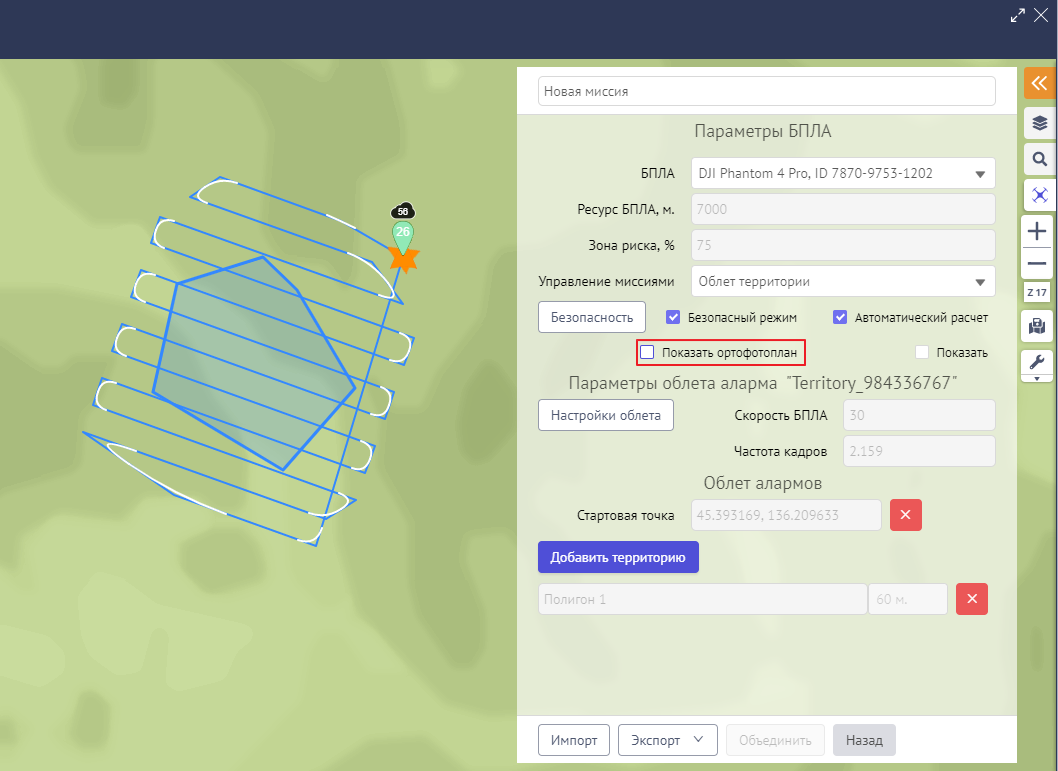 Новая миссия
Параметры БПЛА
БПЛА DJI Phantom 4 Pro, ID 7870-9753-1202
Ресурс БПЛА, м. 7000
Зона риска, % 75
Управление миссиями Облет территории
Безопасность Безопасный режим Автоматический расчет
Показать ортофотоплан Показать
Параметры облета аларма "Territory_984336767"
Настройки облета Скорость БПЛА 30
Частота кадров 2.159
Облет алармов
Стартовая точка 45.393169, 136.209633
Добавить территорию
Полигон 1 60 м.
Импорт Экспорт Объединить Назад
56
26
Z 17